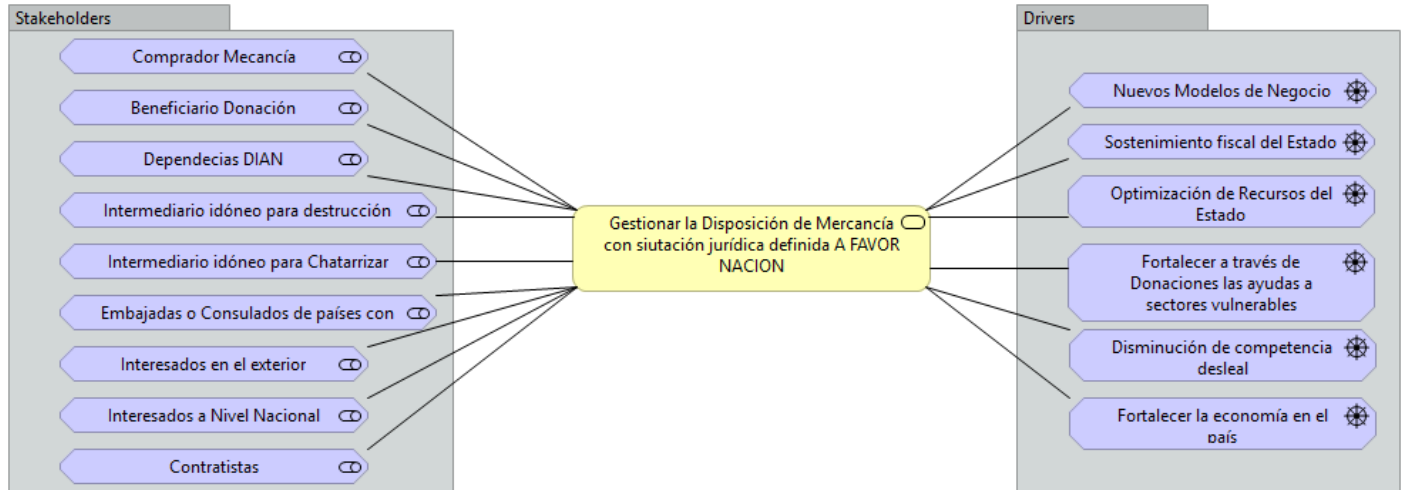 Stakeholders
Comprador Mecancía
Beneficiario Donación
Dependecias DIAN
Intermediario idóneo para destrucción
Intermediario idóneo para Chatarrizar
Embajadas o Consulados de países con
Interesados en el exterior
Interesados a Nivel Nacional
Contratistas
Gestionar la Disposición de Mercancía
con siutación jurídica definida A FAVOR
NACION
Drivers
Nuevos Modelos de Negocio
Sostenimiento fiscal del Estado
Optimización de Recursos del
Estado
Fortalecer a través de
Donaciones las ayudas a
sectores vulnerables
Disminución de competencia
desleal
Fortalecer la economía en el
país